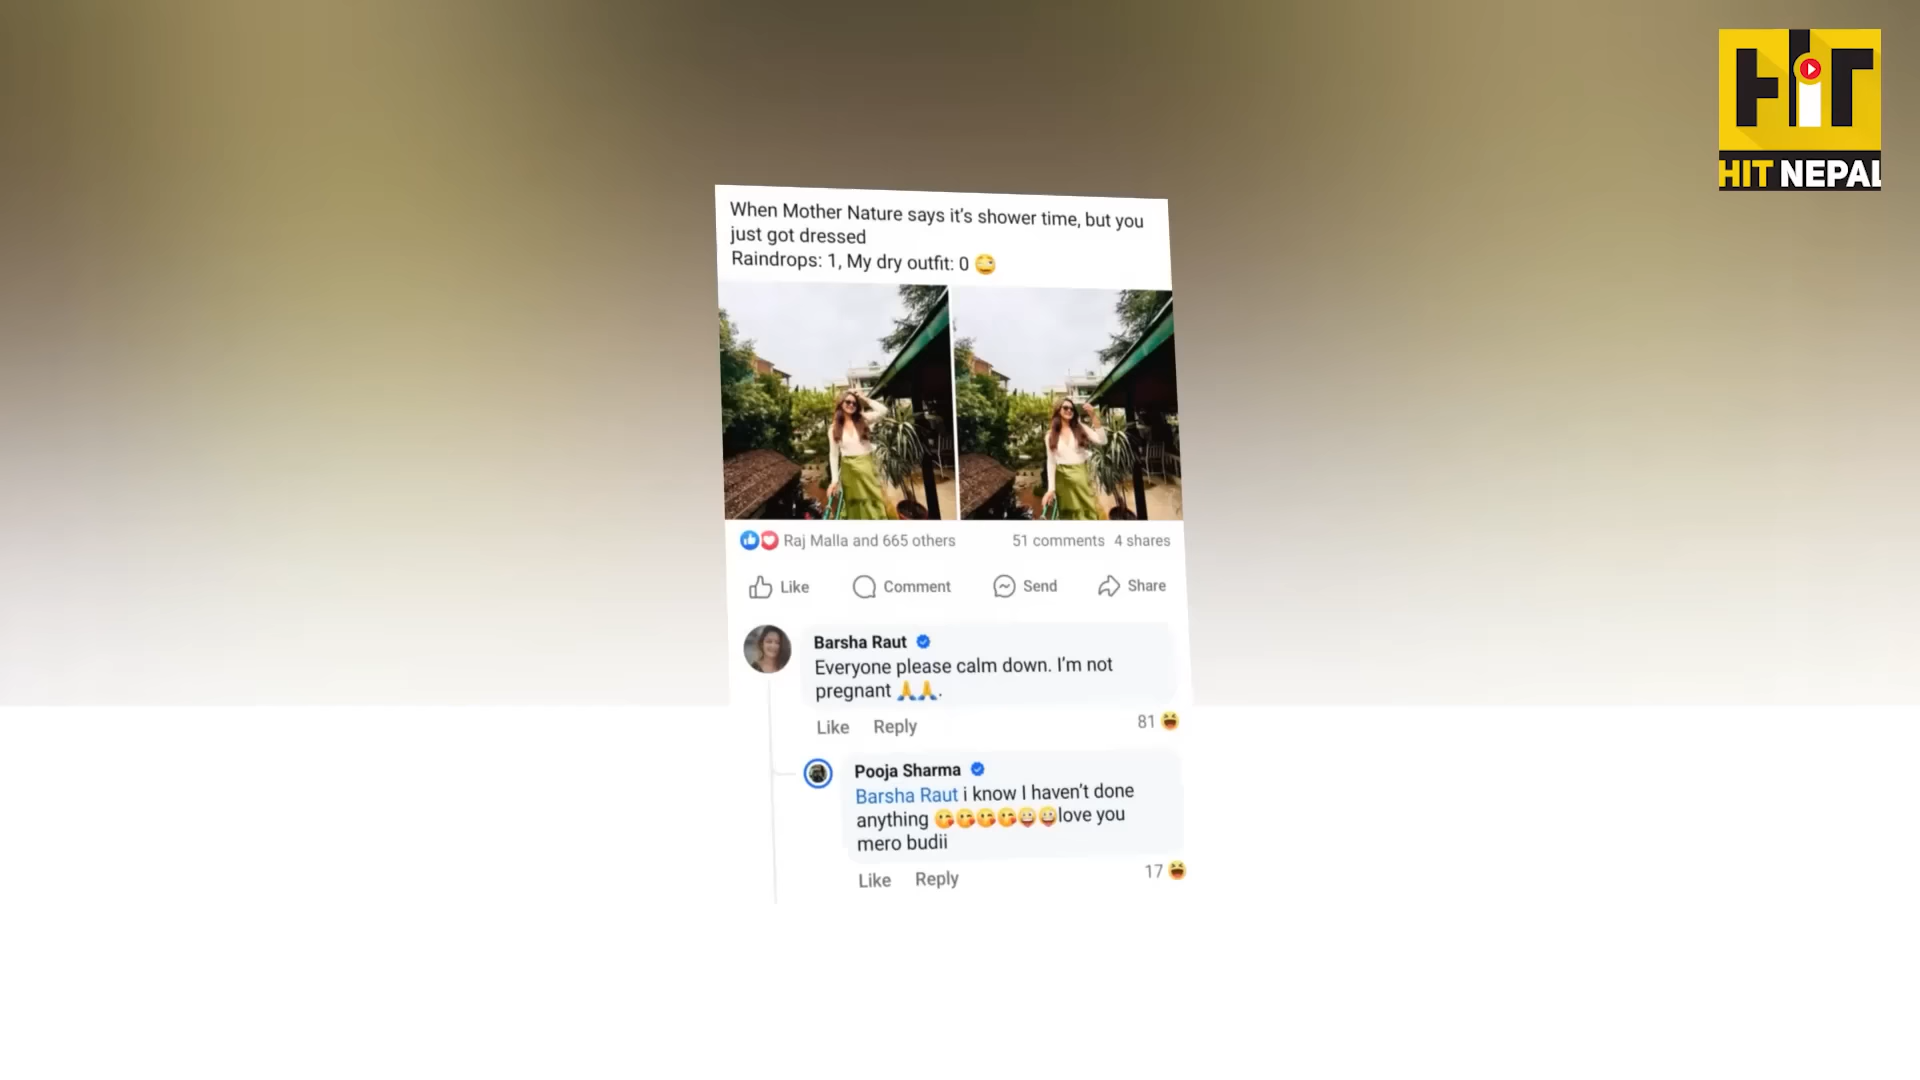 HiT
HIT NEPAL
When Mother Nature says it's shower time, but you
just got dressed
Raindrops: 1, My dry outfit: 0 🙄
Raj Malla and 665 others 51 comments 4 shares
Like Comment Send Share
Barsha Raut
Everyone please calm down. I'm not
pregnant 🙏🙏.
Like Reply 81
Pooja Sharma
Barsha Raut i know I haven't done
anything 😘😘😘😘😀😀love you
mero budii
Like Reply 17